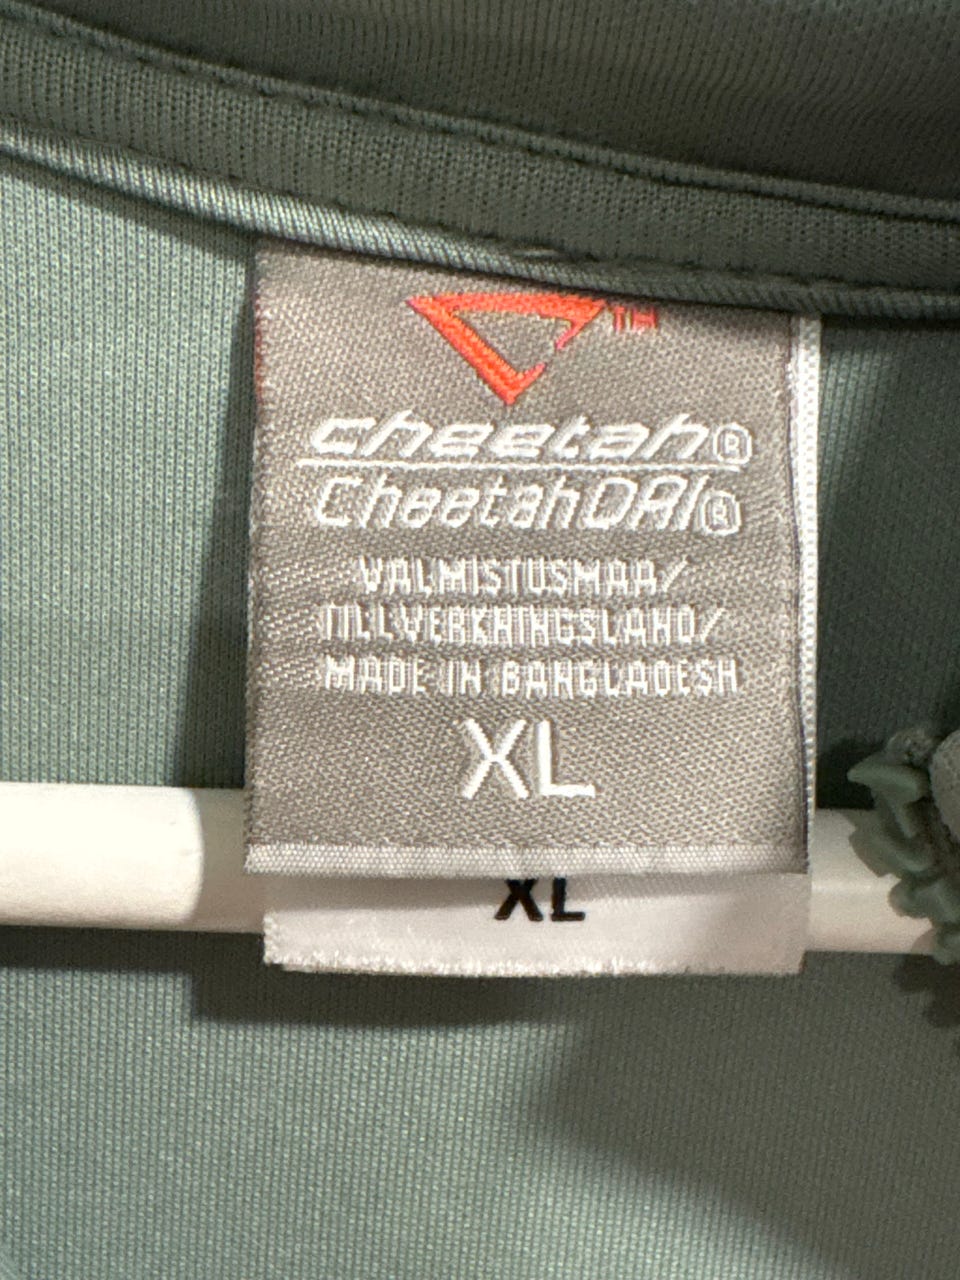 TM
cheetah®
CheetahDRI®
VALMISTUSMAA/
TILLVERKNINGSLAND/
MADE IN BANGLADESH
XL
XL